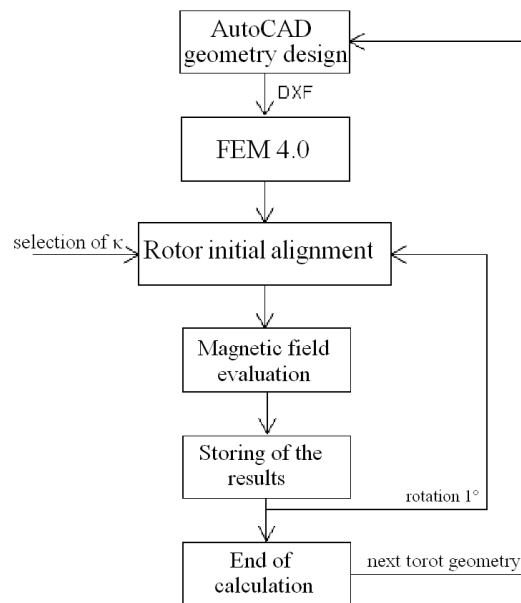 AutoCAD
geometry design
DXF
FEM 4.0
selection of κ
Rotor initial alignment
Magnetic field
evaluation
Storing of the
results
rotation 1°
End of
calculation
next torot geometry